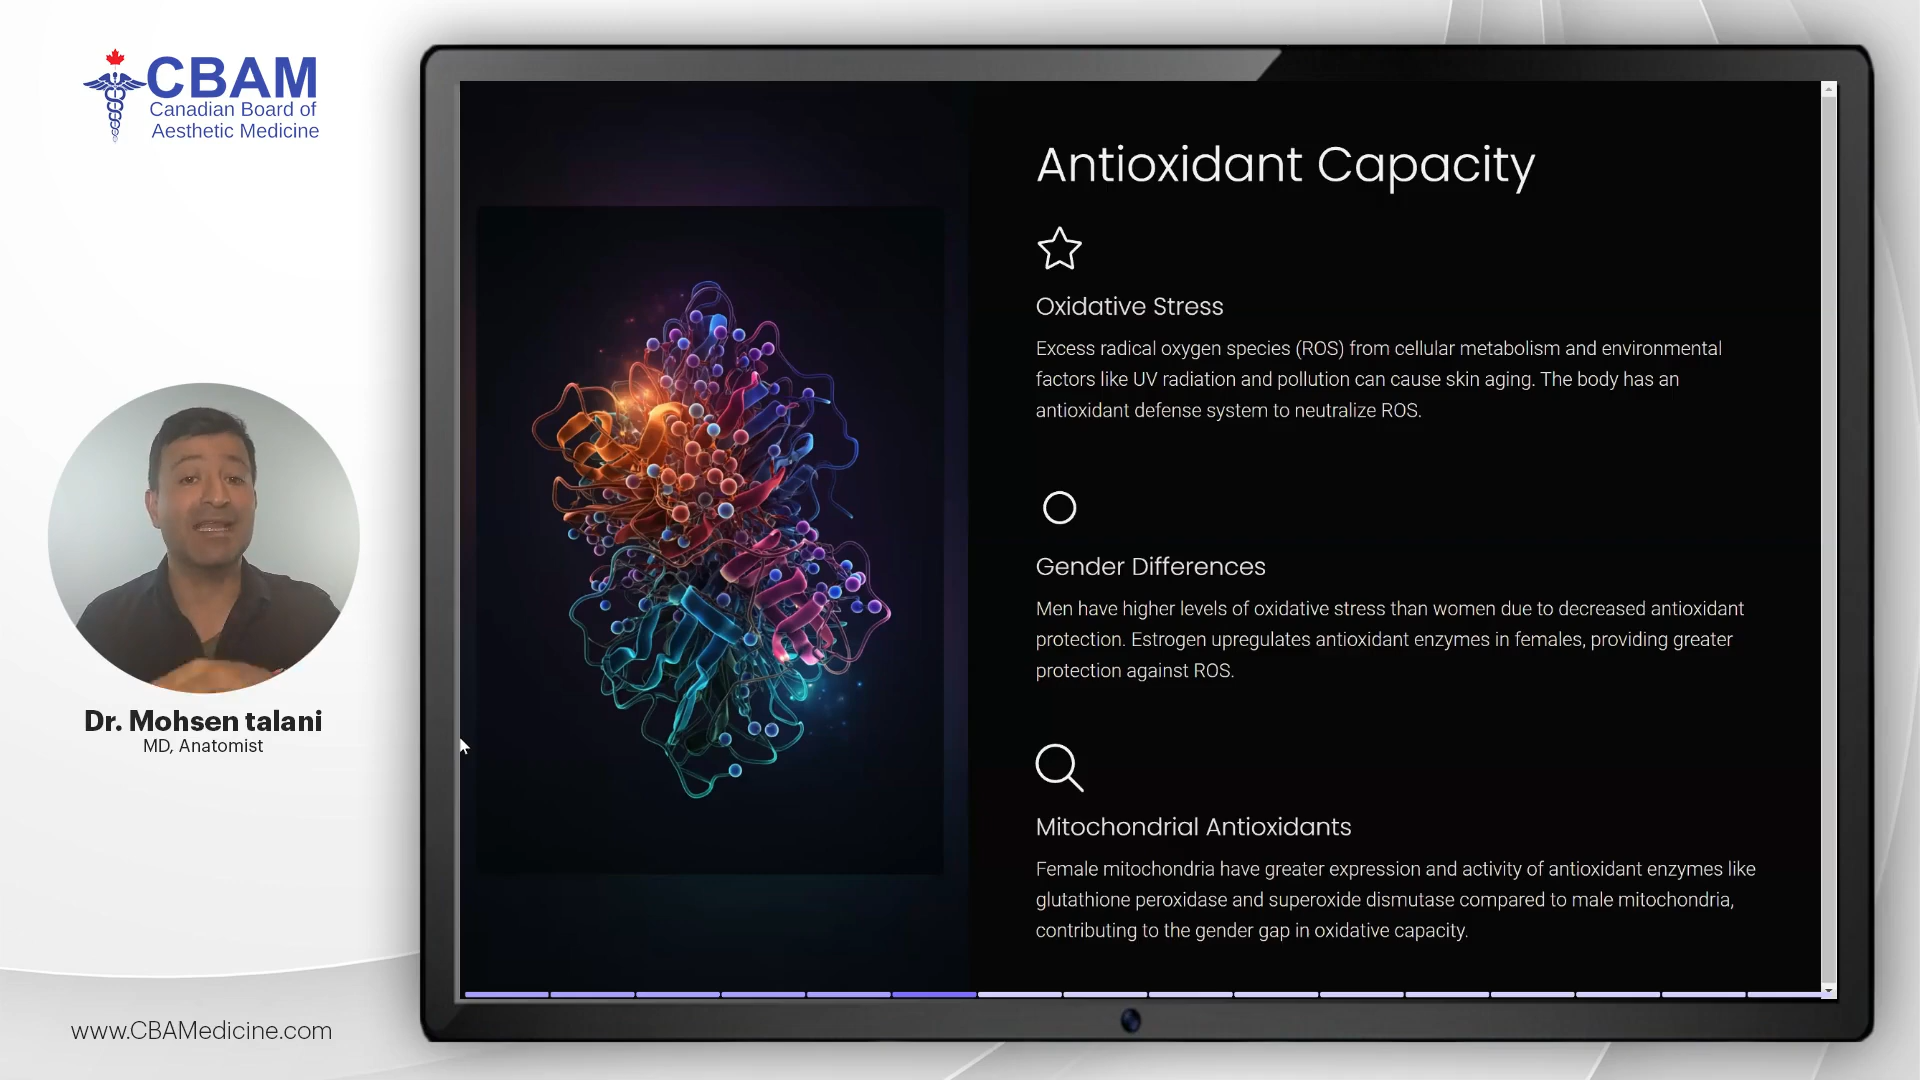 CBAM
Canadian Board of
Aesthetic Medicine
Dr. Mohsen talani
MD, Anatomist
www.CBAMedicine.com
Antioxidant Capacity
Oxidative Stress
Excess radical oxygen species (ROS) from cellular metabolism and environmental
factors like UV radiation and pollution can cause skin aging. The body has an
antioxidant defense system to neutralize ROS.
Gender Differences
Men have higher levels of oxidative stress than women due to decreased antioxidant
protection. Estrogen upregulates antioxidant enzymes in females, providing greater
protection against ROS.
Mitochondrial Antioxidants
Female mitochondria have greater expression and activity of antioxidant enzymes like
glutathione peroxidase and superoxide dismutase compared to male mitochondria,
contributing to the gender gap in oxidative capacity.